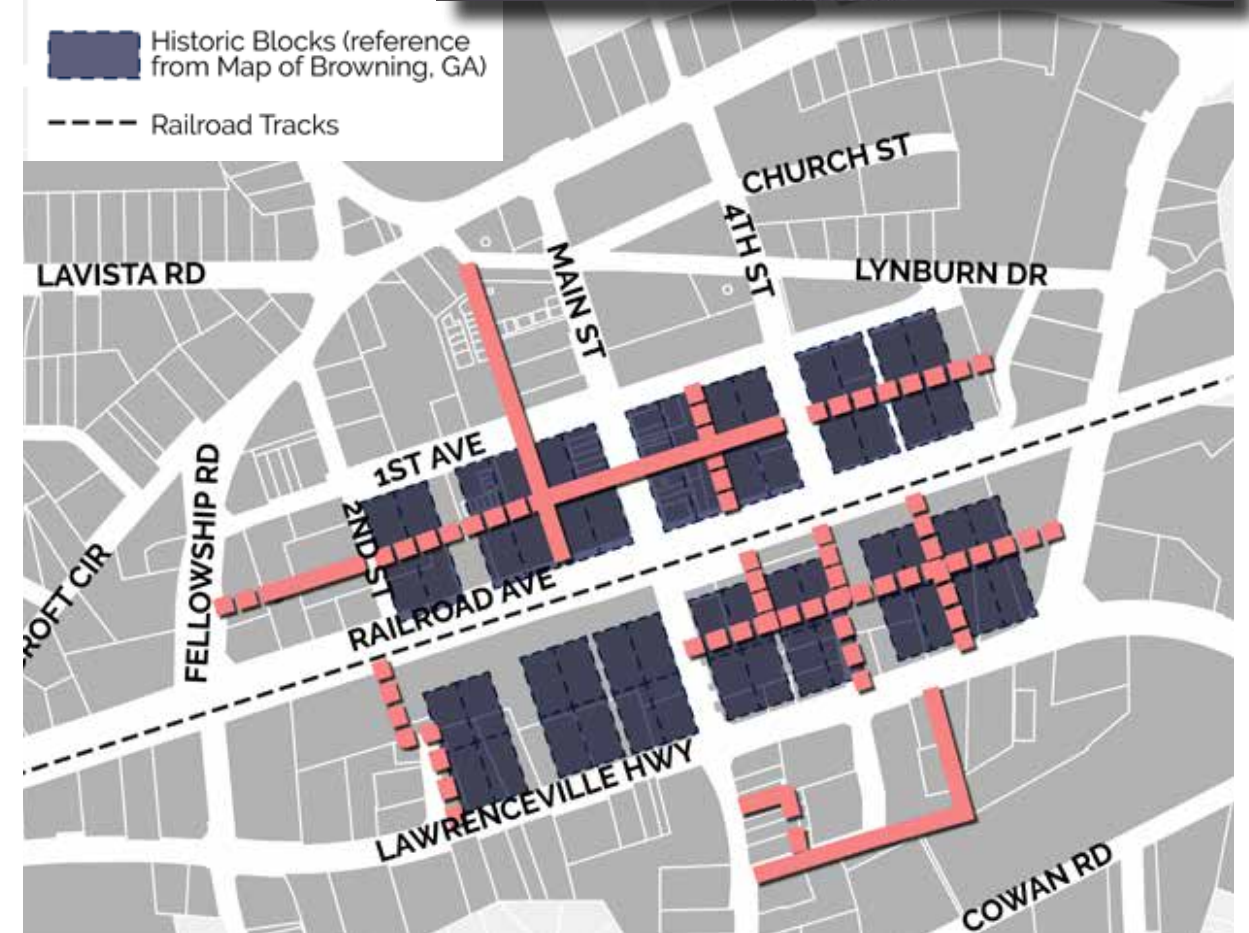 Historic Blocks (reference
from Map of Browning, GA)
Railroad Tracks
CHURCH ST
4TH ST
MAIN ST
LAVISTA RD
LYNBURN DR
1ST AVE
2ND ST
FELLOWSHIP RD
RAILROAD AVE
CROFT CIR
LAWRENCEVILLE HWY
COWAN RD